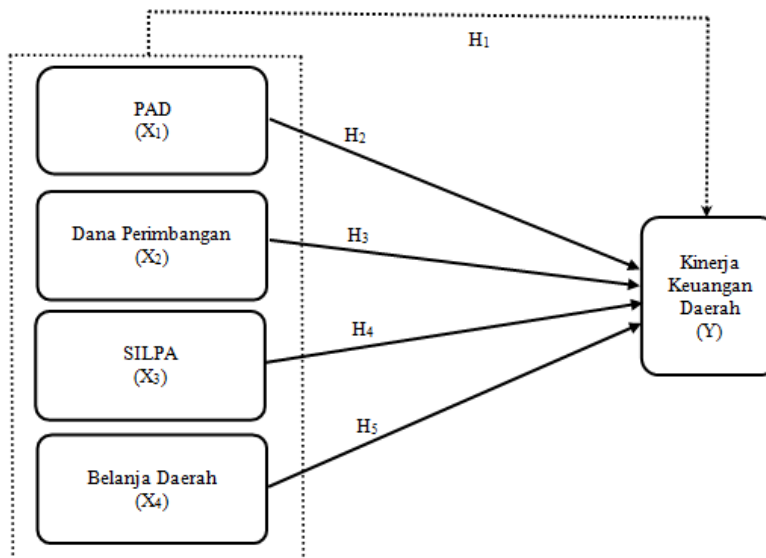 H₁
PAD
(X₁)
H₂
Dana Perimbangan
(X₂)
H₃
Kinerja
Keuangan
Daerah
(Y)
SILPA
(X₃)
H₄
Belanja Daerah
(X₄)
H₅